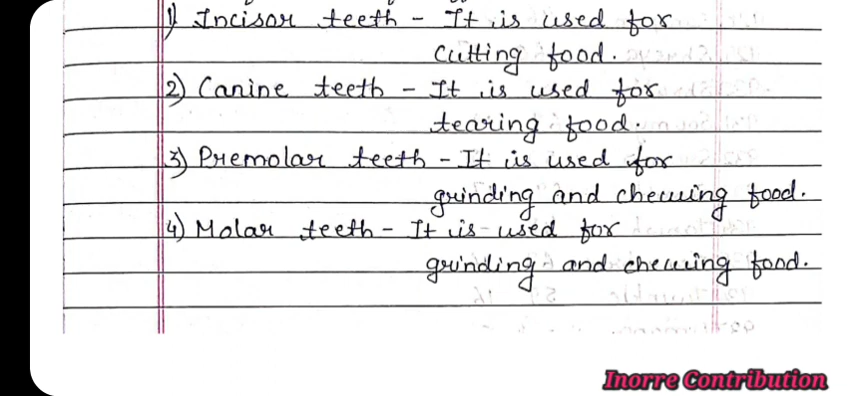 1) Incisor teeth - It is used for
cutting food.
2) Canine teeth - It is used for
tearing food.
3) Premolar teeth - It is used for
grinding and chewing food.
4) Molar teeth - It is used for
grinding and chewing food.
Inorre Contribution